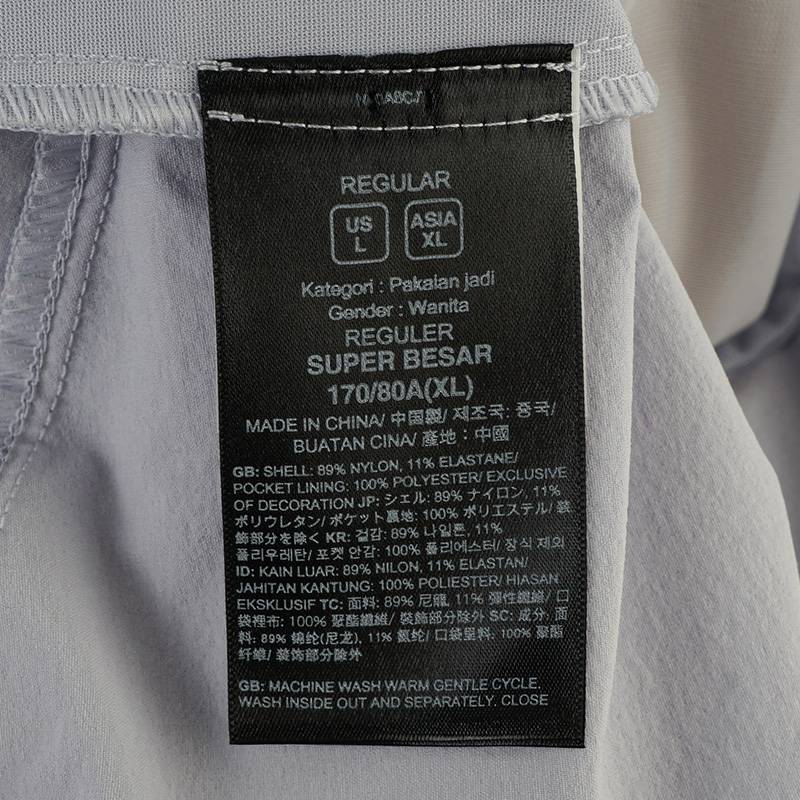 REGULAR
US
L
ASIA
XL
Kategori : Pakaian jadi
Gender : Wanita
REGULER
SUPER BESAR
170/80A(XL)
MADE IN CHINA/ 中国製/ 제조국: 중국/
BUATAN CINA/ 產地：中國
GB: SHELL: 89% NYLON, 11% ELASTANE/
POCKET LINING: 100% POLYESTER/ EXCLUSIVE
OF DECORATION JP: シェル: 89% ナイロン, 11%
ポリウレタン/ ポケット裏地: 100% ポリエステル/ 装
飾部分を除く KR: 겉감: 89% 나일론, 11%
폴리우레탄/ 포켓 안감: 100% 폴리에스터/ 장식 제외
ID: KAIN LUAR: 89% NILON, 11% ELASTAN/
JAHITAN KANTUNG: 100% POLIESTER/ HIASAN
EKSKLUSIF TC: 面料: 89% 尼龍, 11% 彈性纖維/ 口
袋裡布: 100% 聚酯纖維/ 裝飾部分除外 SC: 成分: 面
料: 89% 锦纶(尼龙), 11% 氨纶/ 口袋里料: 100% 聚酯
纤维/ 装饰部分除外
GB: MACHINE WASH WARM GENTLE CYCLE.
WASH INSIDE OUT AND SEPARATELY. CLOSE